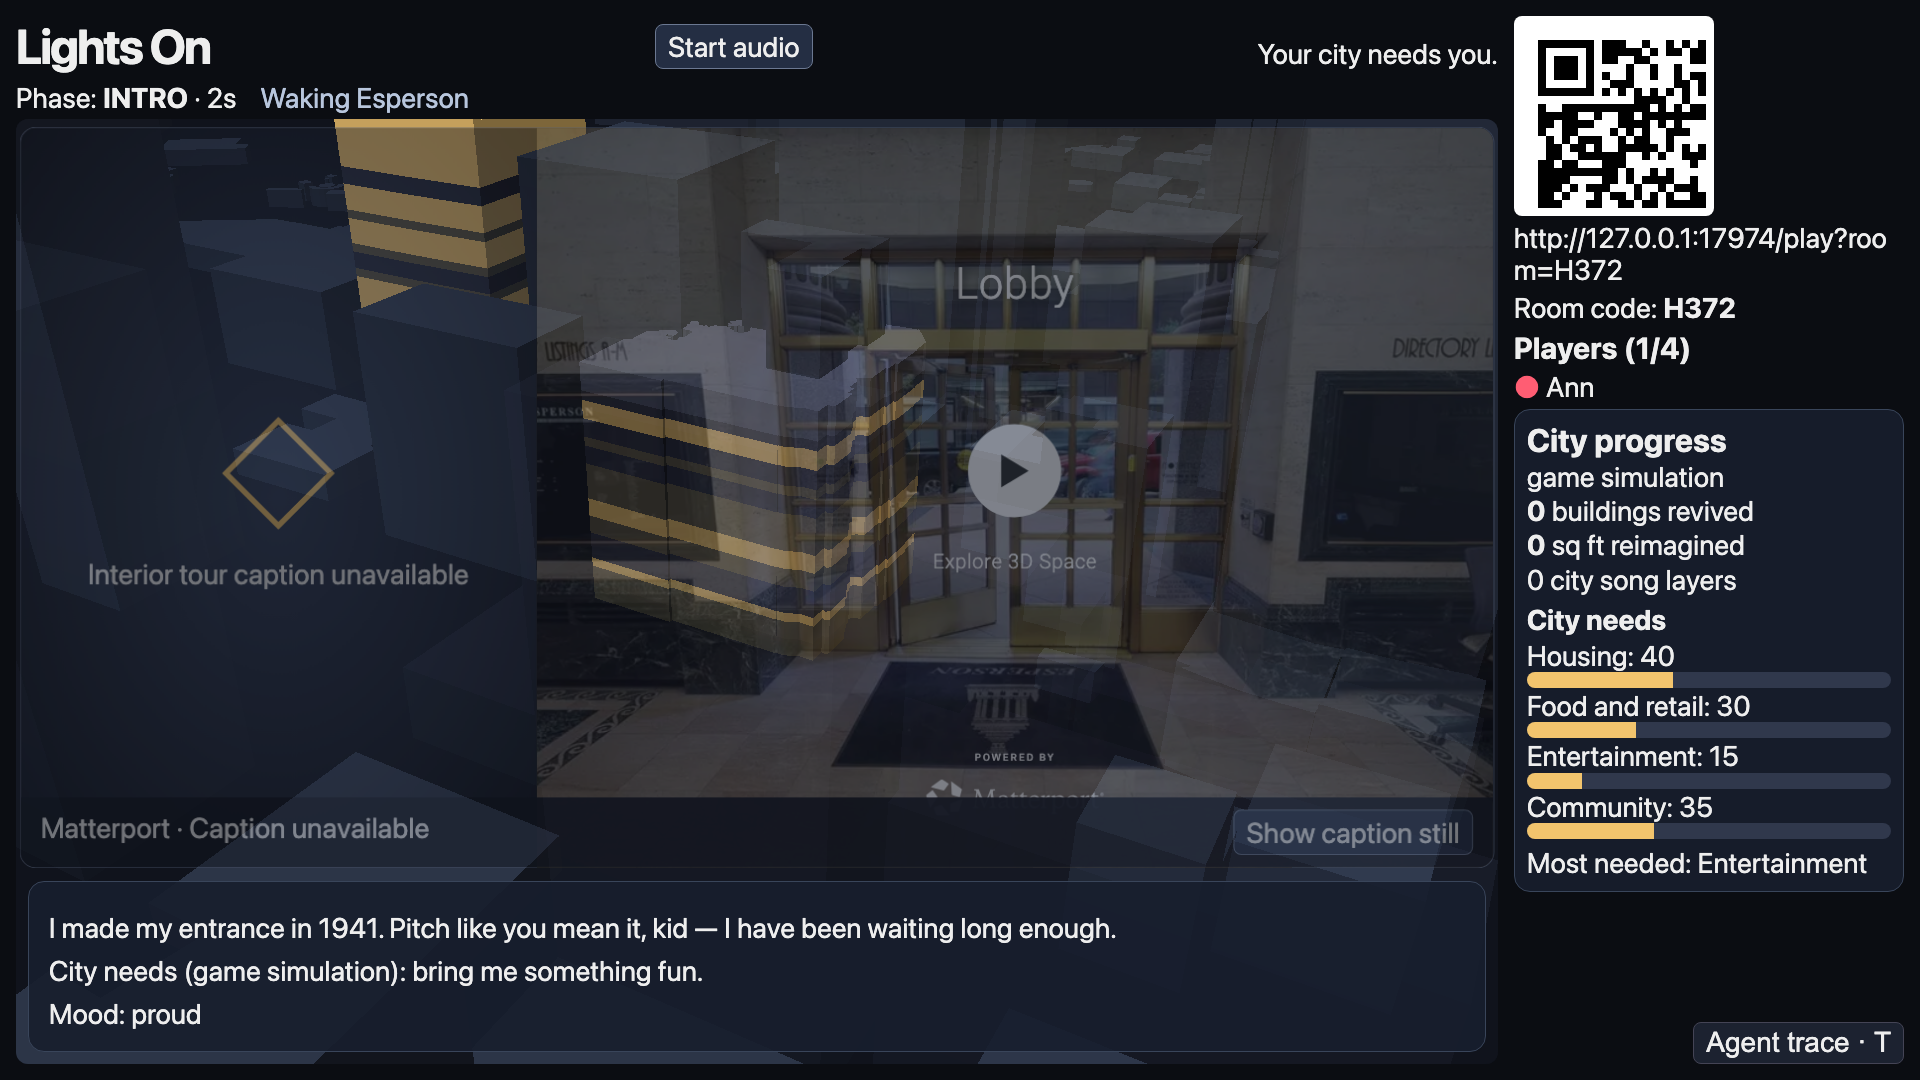 Lights On
Start audio
Your city needs you.
Phase: INTRO · 2s Waking Esperson
Lobby
LISTINGS A-M
DIRECTORY
Interior tour caption unavailable
Explore 3D Space
ESPERSON
POWERED BY
Matterport
Matterport · Caption unavailable
Show caption still
I made my entrance in 1941. Pitch like you mean it, kid — I have been waiting long enough.
City needs (game simulation): bring me something fun.
Mood: proud
http://127.0.0.1:17974/play?roo
m=H372
Room code: H372
Players (1/4)
Ann
City progress
game simulation
0 buildings revived
0 sq ft reimagined
0 city song layers
City needs
Housing: 40
Food and retail: 30
Entertainment: 15
Community: 35
Most needed: Entertainment
Agent trace · T